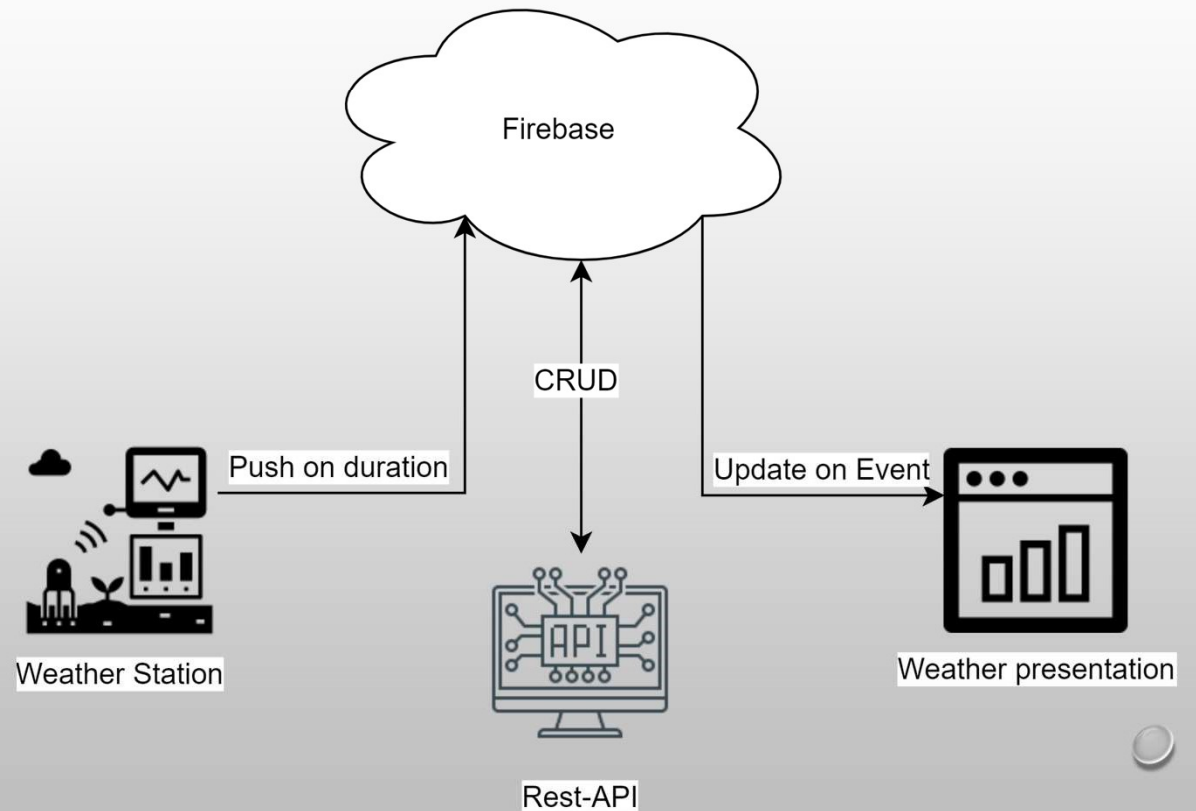 Firebase
CRUD
Push on duration
Update on Event
API
Weather Station
Weather presentation
Rest-API